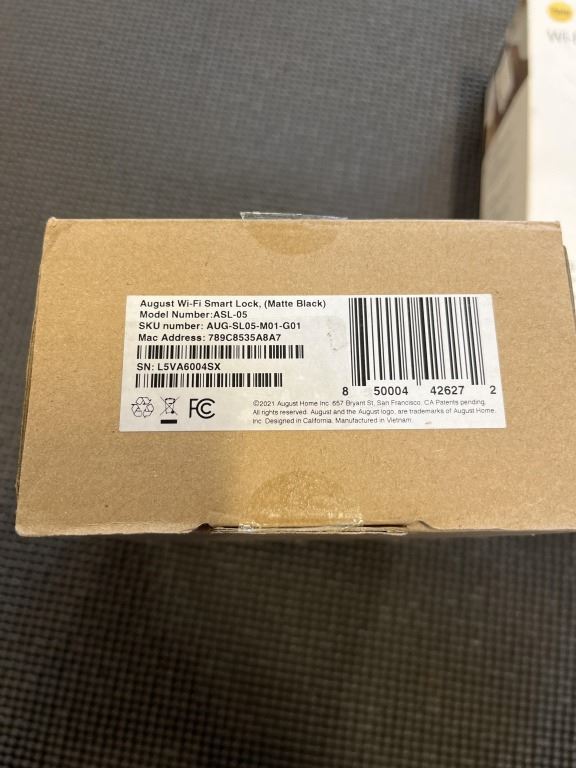 August Wi-Fi Smart Lock, (Matte Black)
Model Number:ASL-05
SKU number: AUG-SL05-M01-G01
Mac Address: 789C8535A8A7
SN: L5VA6004SX
8 50004 42627 2
FC
©2021 August Home Inc. 657 Bryant St, San Francisco, CA Patents pending.
All rights reserved. August and the August logo, are trademarks of August Home,
Inc. Designed in California. Manufactured in Vietnam.